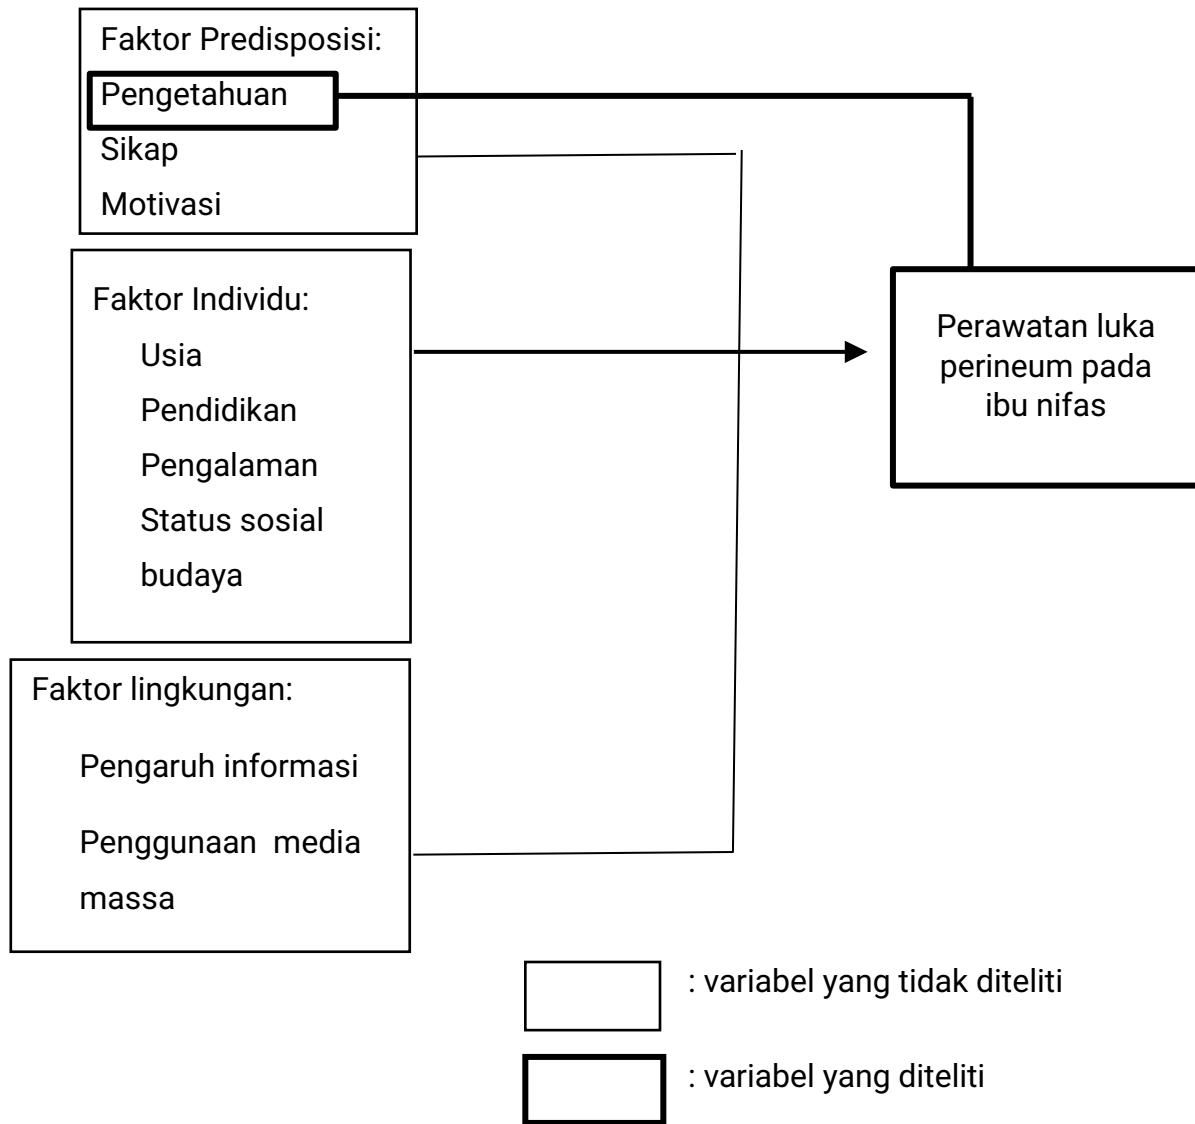 Faktor Predisposisi:
Pengetahuan
Sikap
Motivasi
Faktor Individu:
Usia
Pendidikan
Pengalaman
Status sosial
budaya
Faktor lingkungan:
Pengaruh informasi
Penggunaan media
massa
Perawatan luka
perineum pada
ibu nifas
: variabel yang tidak diteliti
: variabel yang diteliti